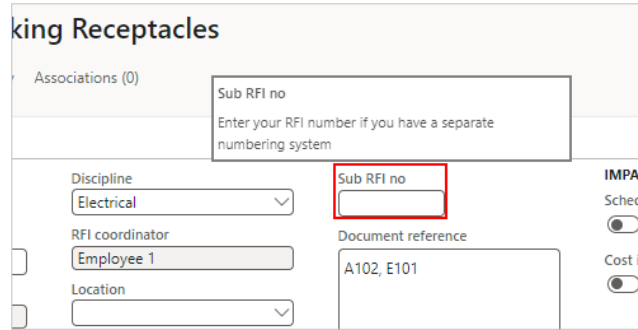 king Receptacles
Associations (0)
Sub RFI no
Enter your RFI number if you have a separate
numbering system
Discipline
Electrical
Sub RFI no
IMPA
Sched
RFI coordinator
Employee 1
Document reference
A102, E101
Cost i
Location